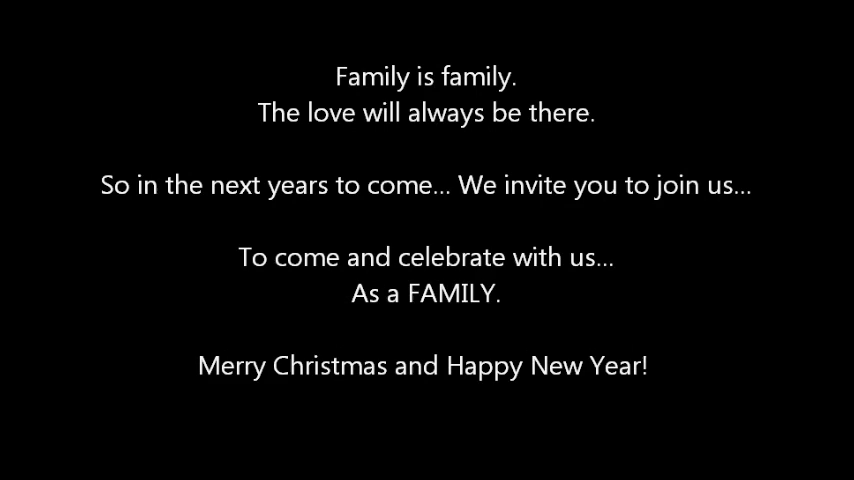 Family is family.
The love will always be there.
So in the next years to come... We invite you to join us...
To come and celebrate with us...
As a FAMILY.
Merry Christmas and Happy New Year!